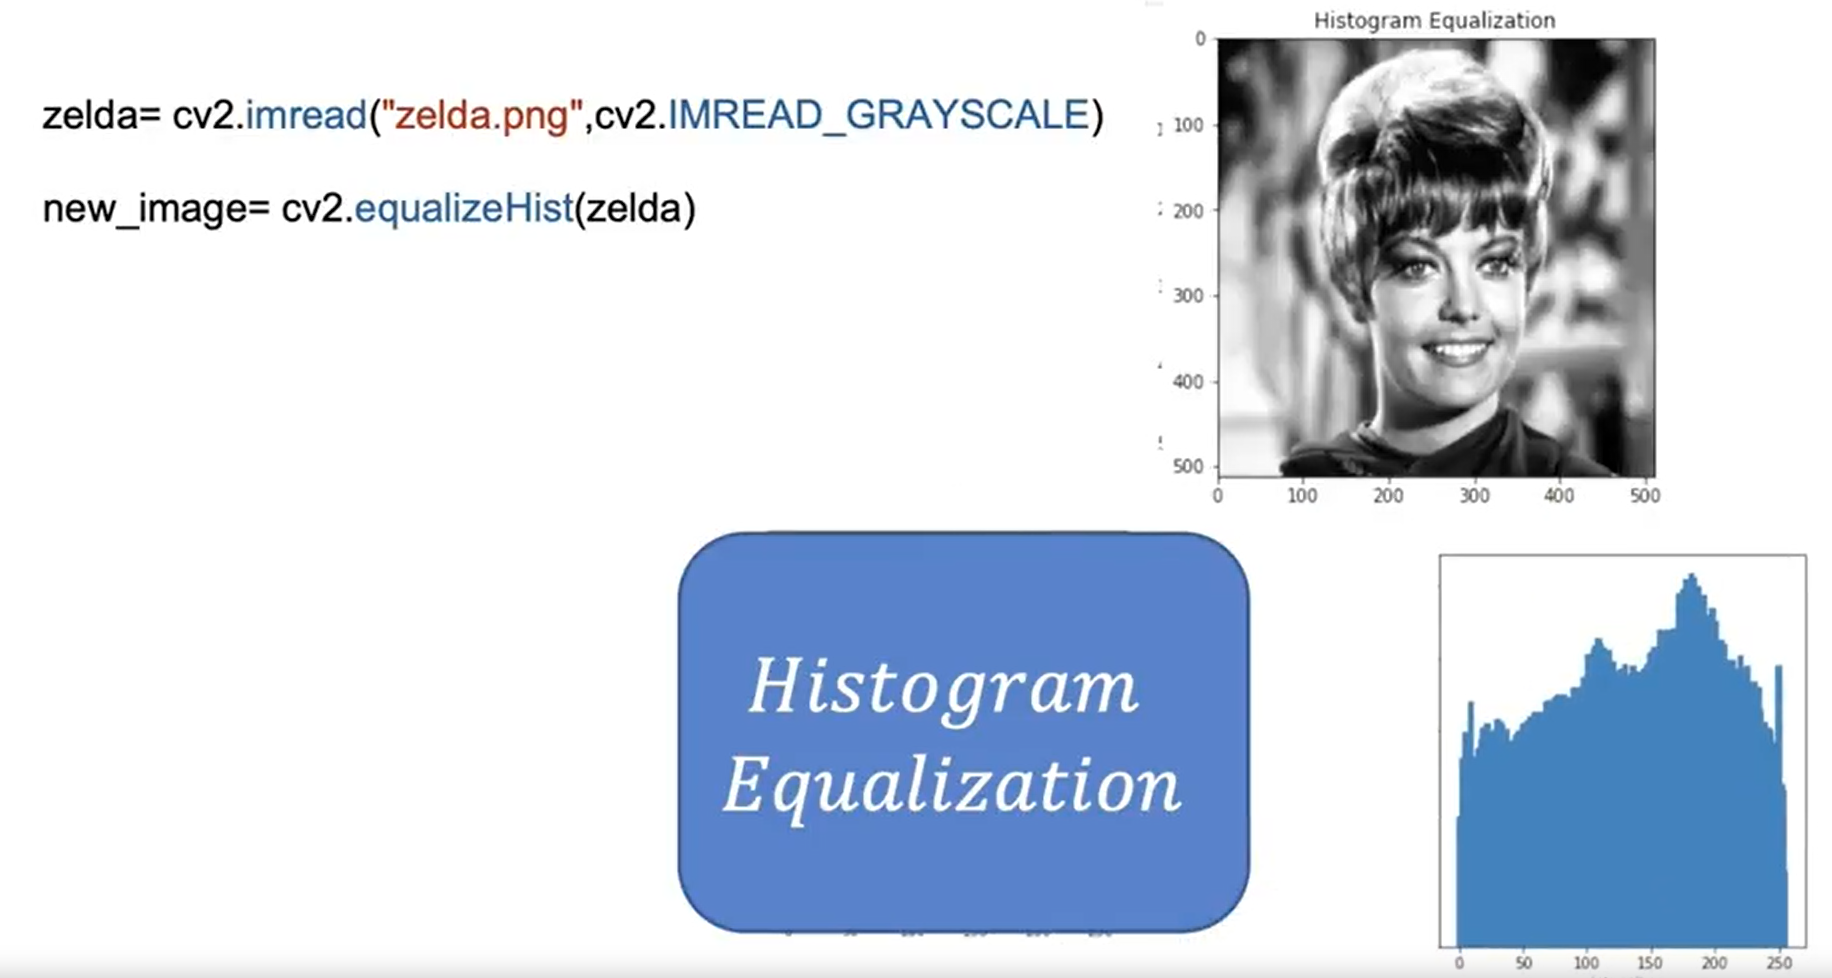 zelda= cv2.imread("zelda.png",cv2.IMREAD_GRAYSCALE)
new_image= cv2.equalizeHist(zelda)
Histogram Equalization
0
100
200
300
400
500
0 100 200 300 400 500
Histogram
Equalization
0 50 100 150 200 250